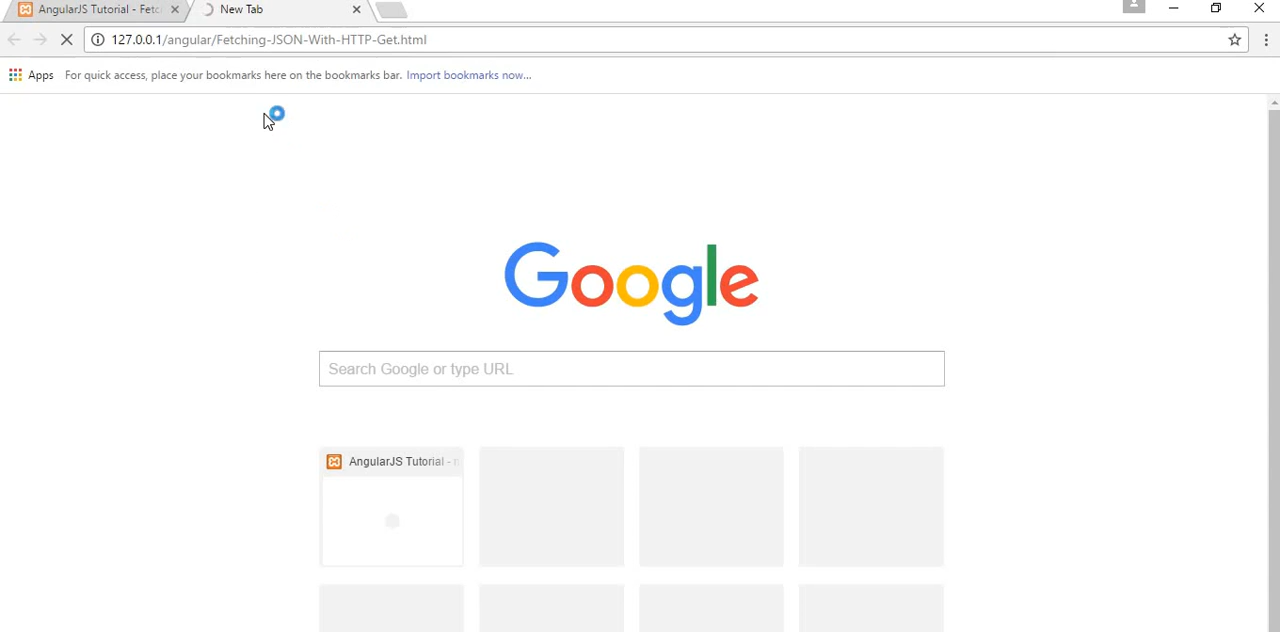 AngularJS Tutorial - Fetc
New Tab
127.0.0.1/angular/Fetching-JSON-With-HTTP-Get.html
Apps For quick access, place your bookmarks here on the bookmarks bar. Import bookmarks now...
Google
Search Google or type URL
AngularJS Tutorial -